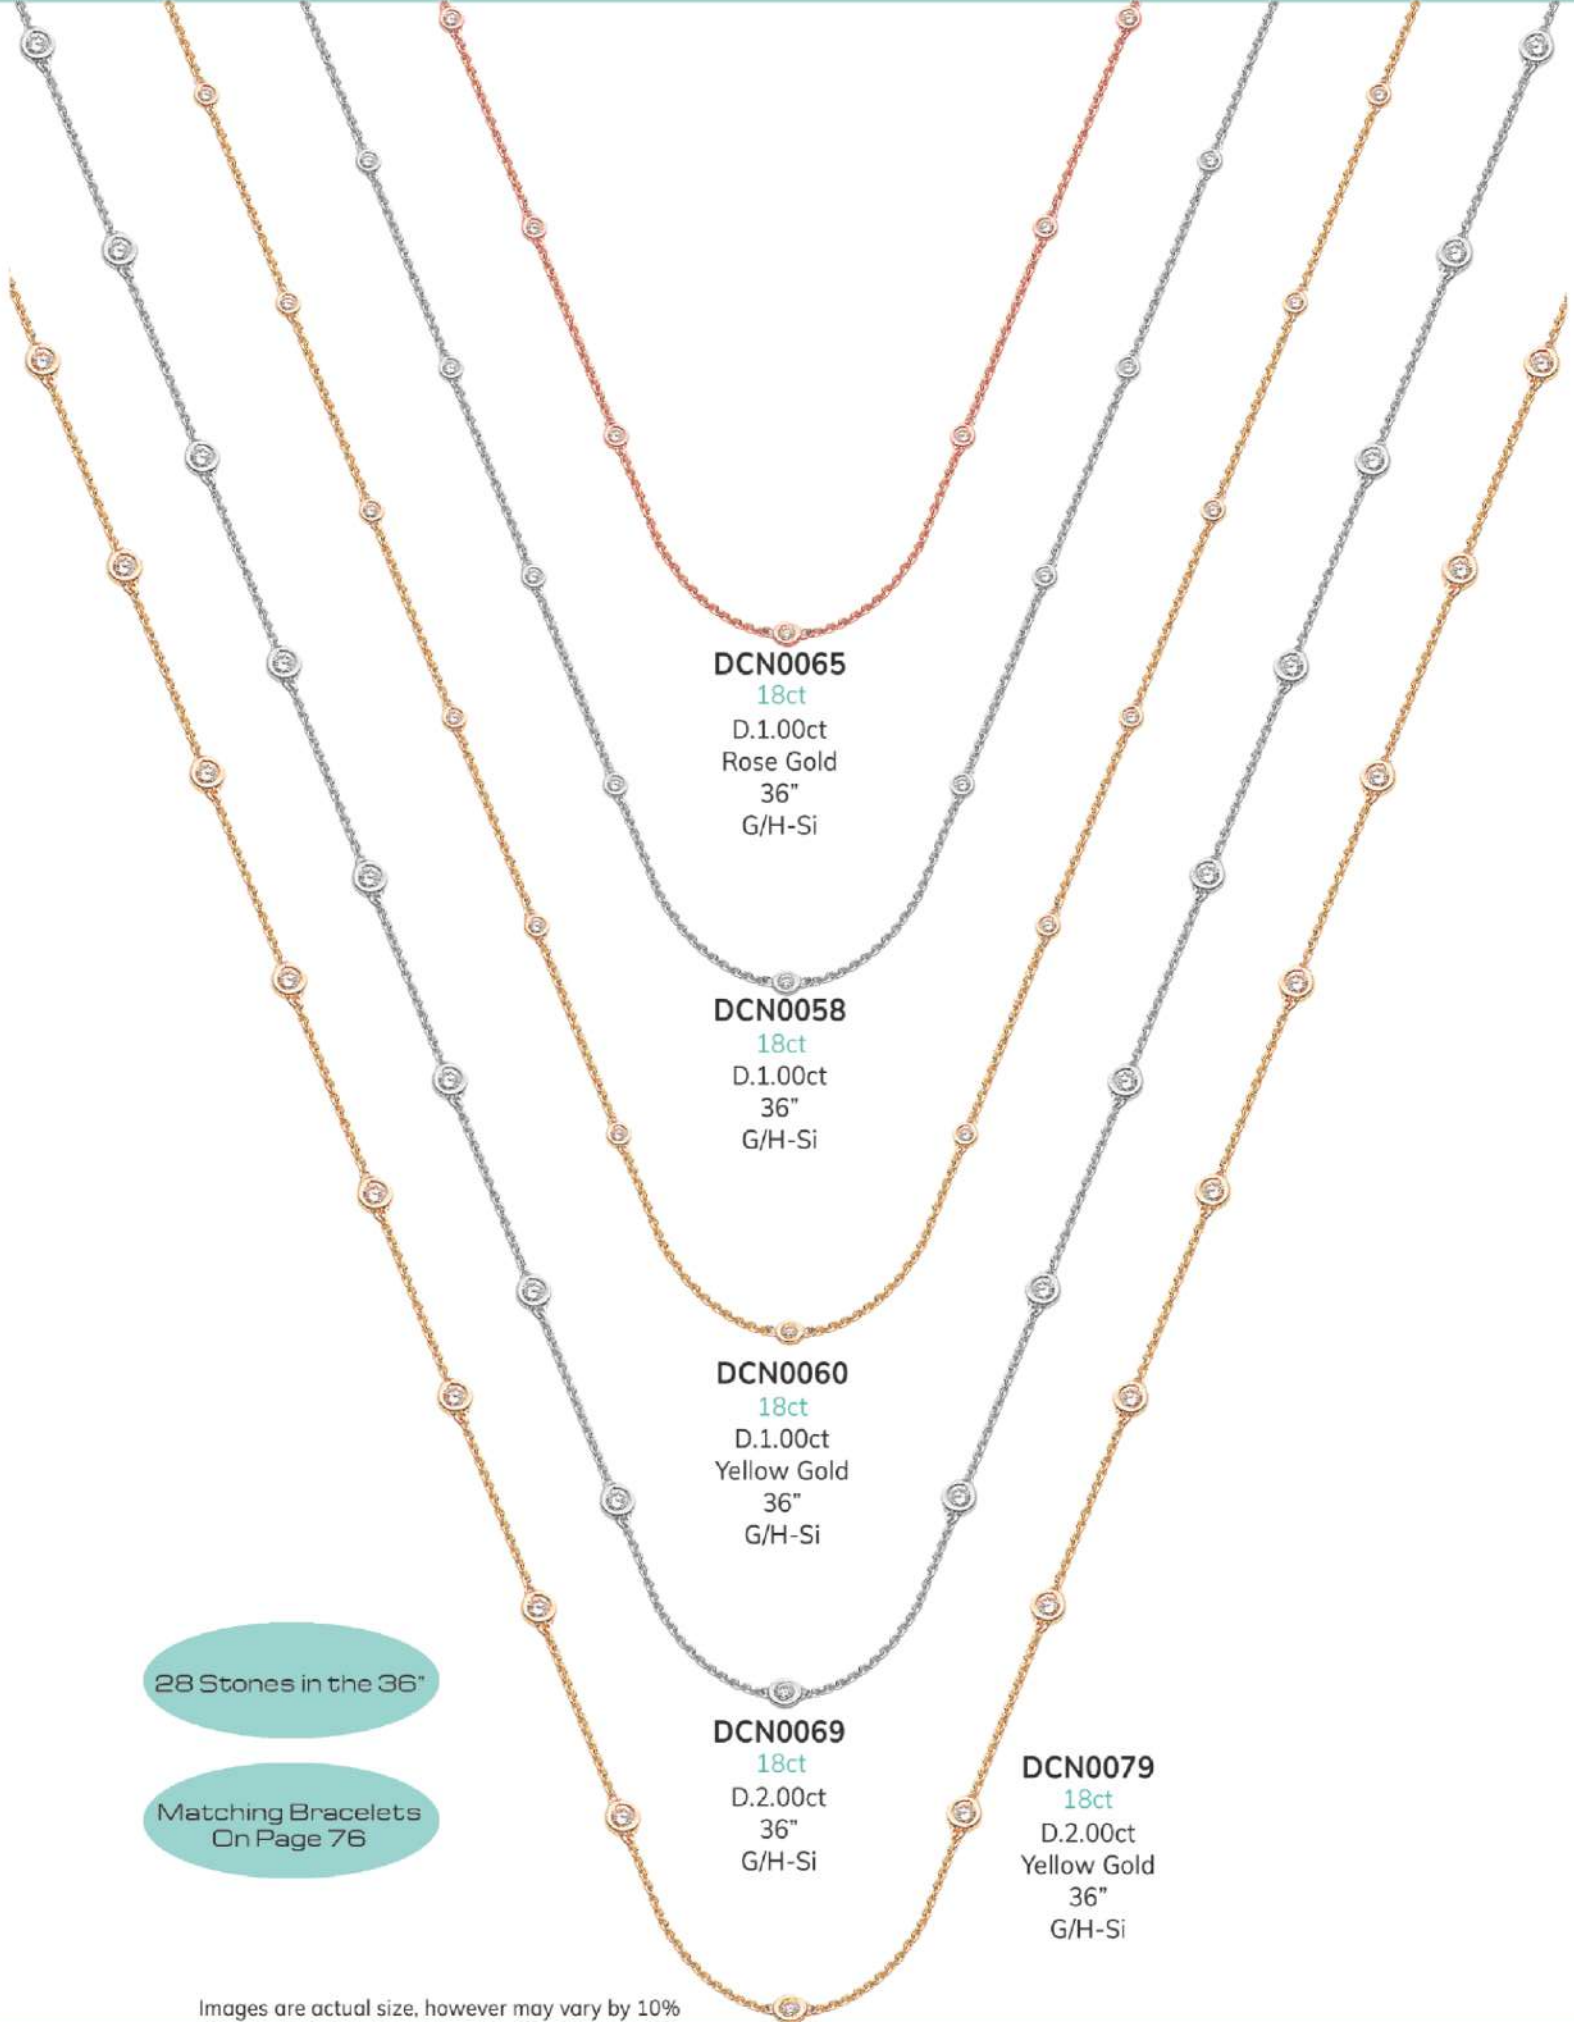 DCN0065
18ct
D.1.00ct
Rose Gold
36”
G/H-Si
DCN0058
18ct
D.1.00ct
36”
G/H-Si
DCN0060
18ct
D.1.00ct
Yellow Gold
36”
G/H-Si
28 Stones in the 36”
Matching Bracelets
On Page 76
DCN0069
18ct
D.2.00ct
36”
G/H-Si
DCN0079
18ct
D.2.00ct
Yellow Gold
36”
G/H-Si
Images are actual size, however may vary by 10%